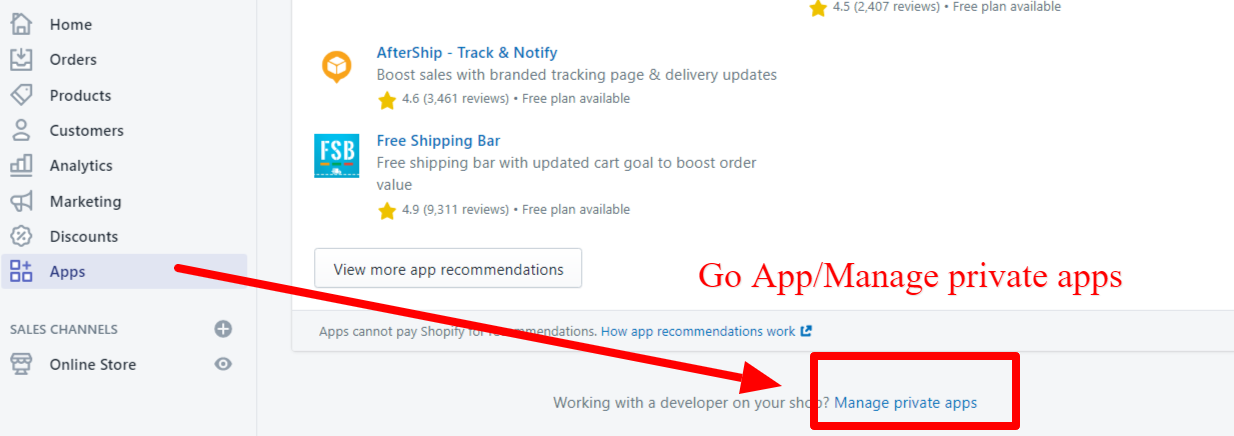 Home
Orders
Products
Customers
Analytics
Marketing
Discounts
Apps
SALES CHANNELS
Online Store
4.5 (2,407 reviews) • Free plan available
AfterShip - Track & Notify
Boost sales with branded tracking page & delivery updates
4.6 (3,461 reviews) • Free plan available
FSB
Free Shipping Bar
Free shipping bar with updated cart goal to boost order
value
4.9 (9,311 reviews) • Free plan available
View more app recommendations
Go App/Manage private apps
Apps cannot pay Shopify for recommendations. How app recommendations work
Working with a developer on your shop? Manage private apps